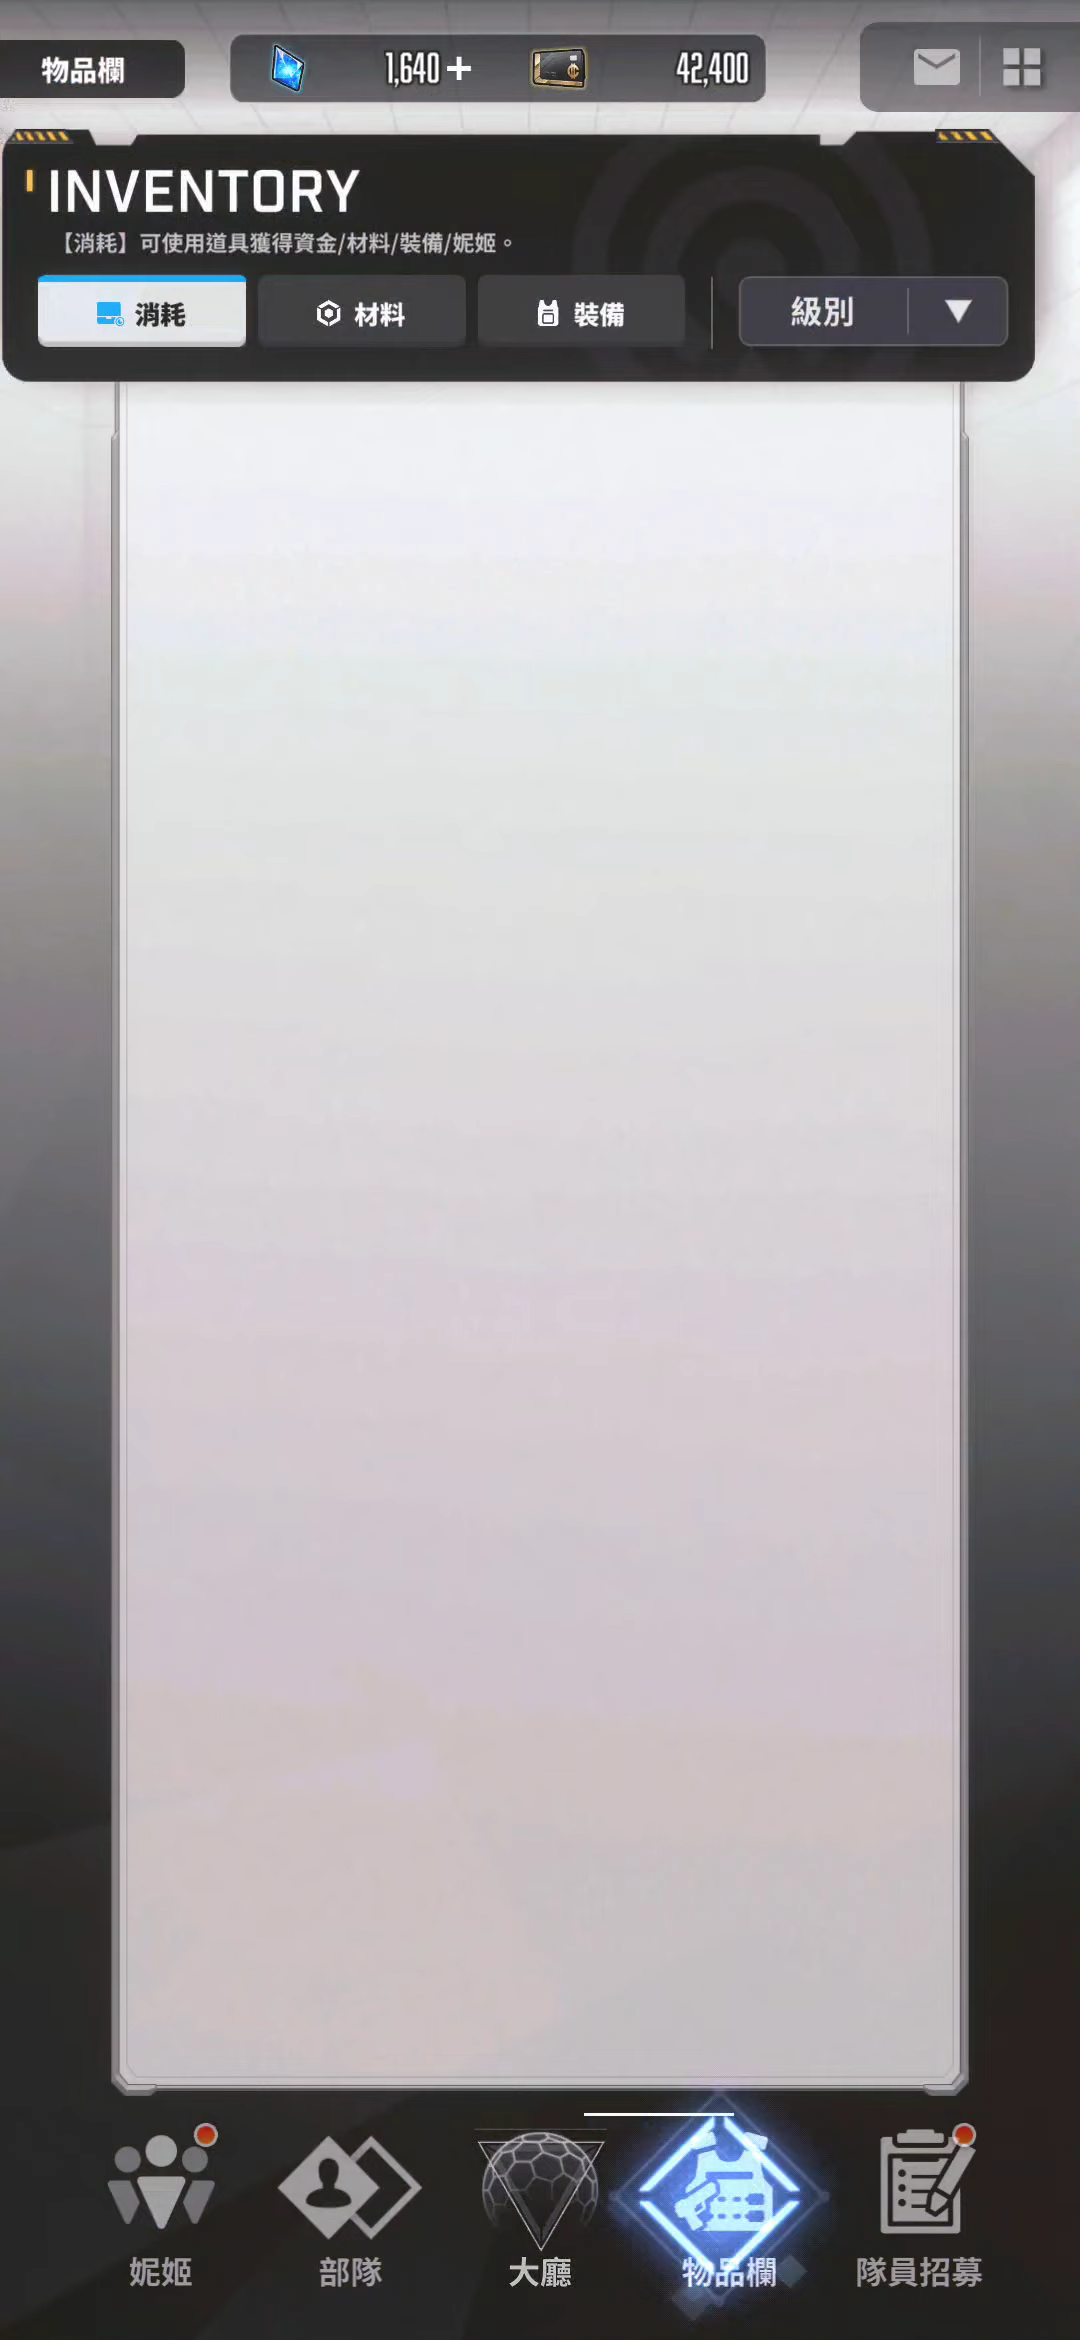 物品欄
1,640
42,400
INVENTORY
【消耗】可使用道具獲得資金/材料/裝備/妮姬。
消耗
材料
裝備
級別
妮姬
部隊
大廳
物品欄
隊員招募